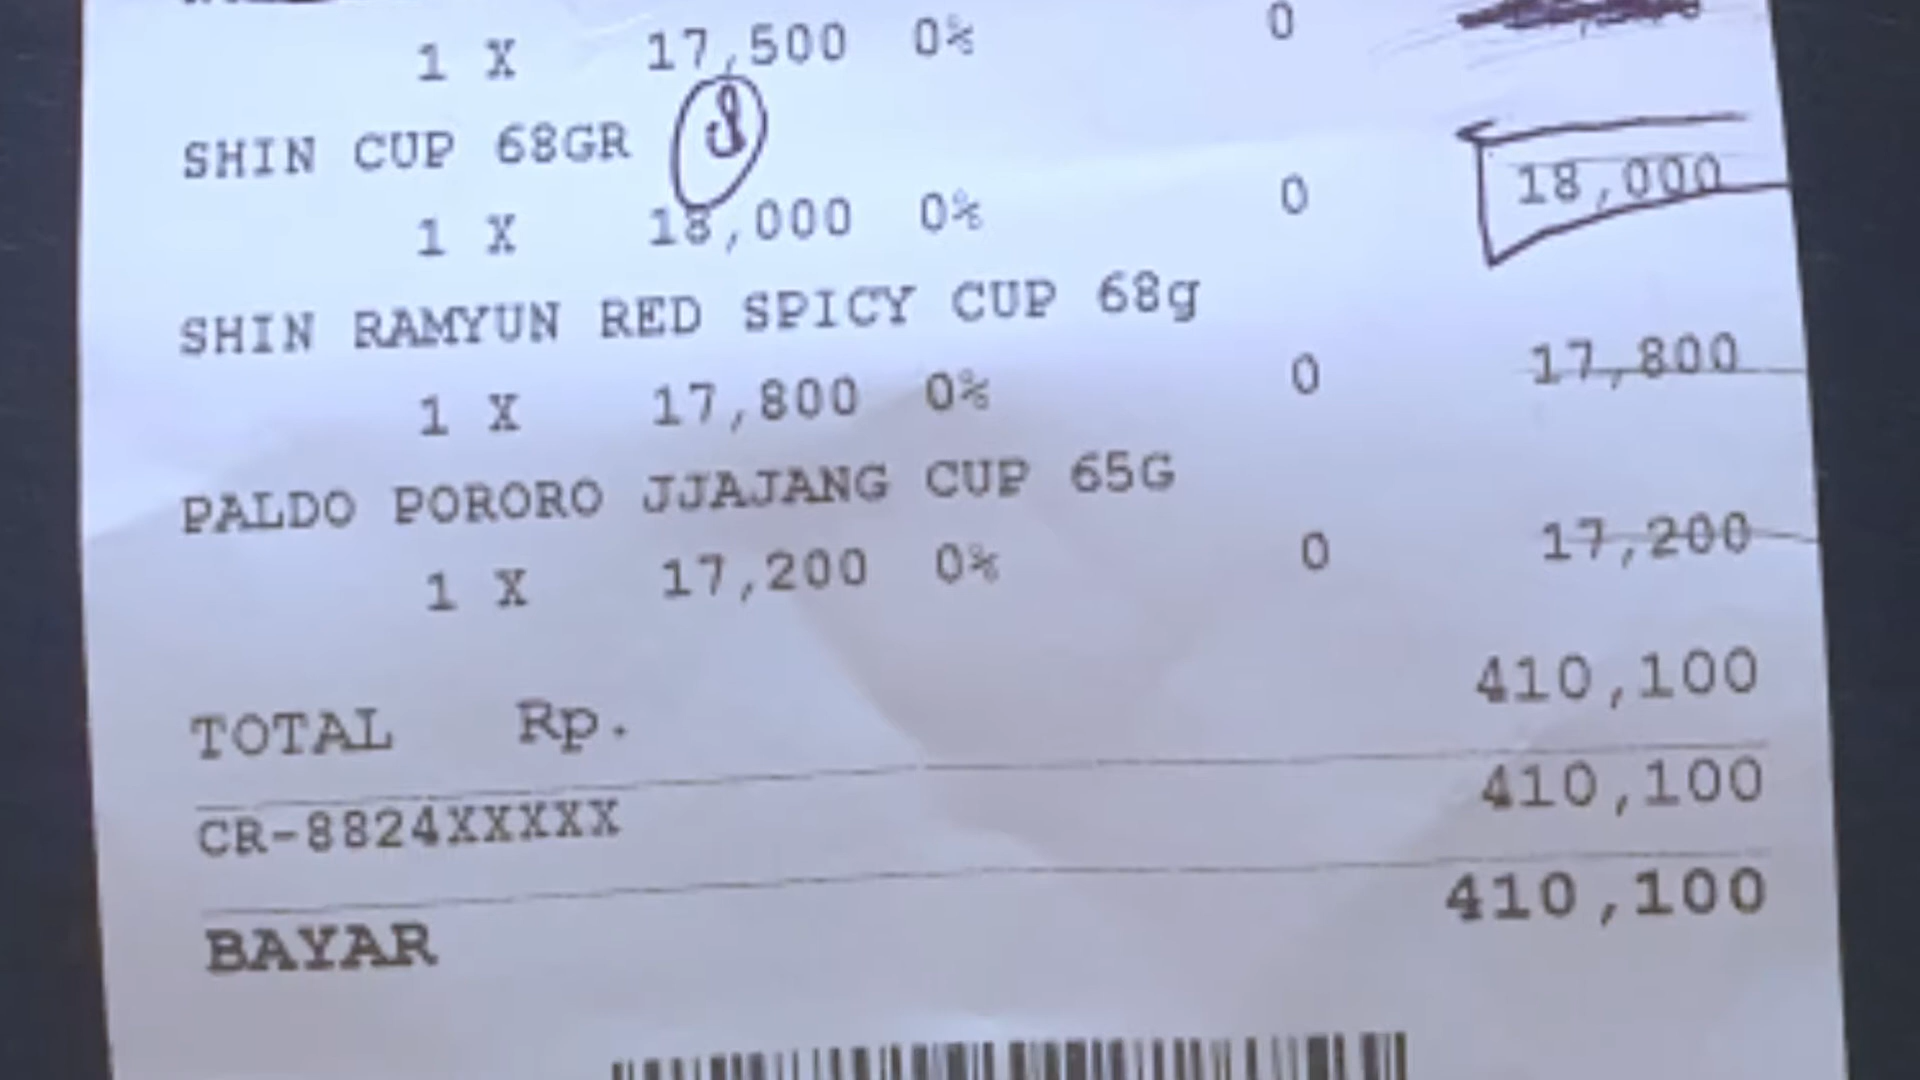 1 X 17,500 0% 0
SHIN CUP 68GR
1 X 18,000 0% 0 18,000
SHIN RAMYUN RED SPICY CUP 68g
1 X 17,800 0% 0 17,800
PALDO PORORO JJAJANG CUP 65G
1 X 17,200 0% 0 17,200
TOTAL Rp. 410,100
CR-8824XXXXX 410,100
BAYAR 410,100